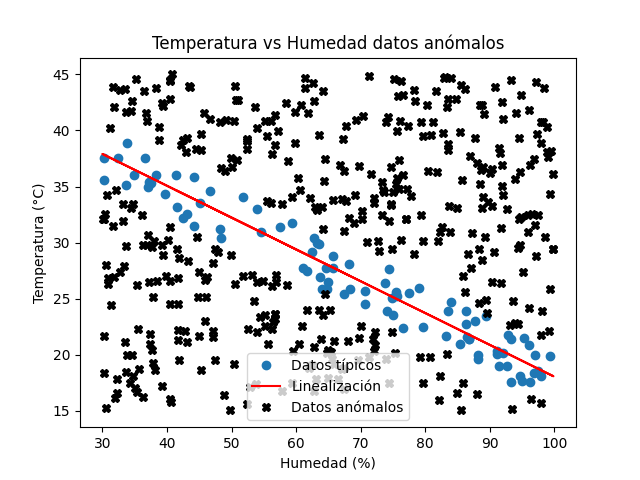 Temperatura vs Humedad datos anómalos
45
40
35
30
25
20
15
Temperatura (°C)
Datos típicos
Linealización
Datos anómalos
30 40 50 60 70 80 90 100
Humedad (%)